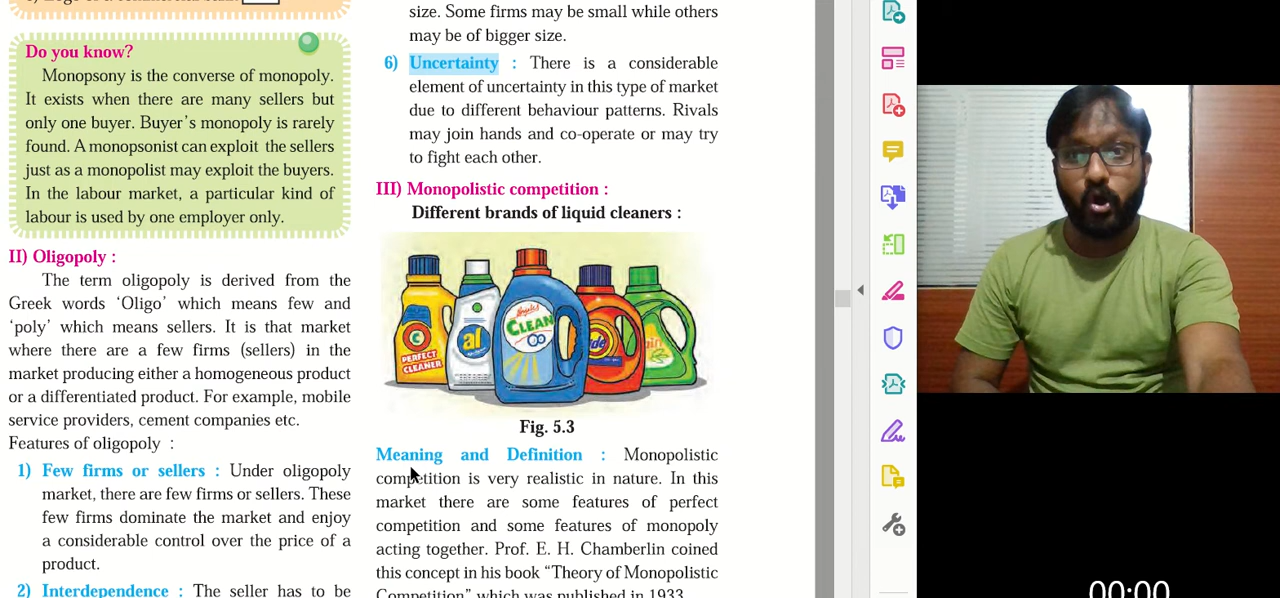 Do you know?
Monopsony is the converse of monopoly.
It exists when there are many sellers but
only one buyer. Buyer's monopoly is rarely
found. A monopsonist can exploit the sellers
just as a monopolist may exploit the buyers.
In the labour market, a particular kind of
labour is used by one employer only.
II) Oligopoly :
The term oligopoly is derived from the
Greek words 'Oligo' which means few and
'poly' which means sellers. It is that market
where there are a few firms (sellers) in the
market producing either a homogeneous product
or a differentiated product. For example, mobile
service providers, cement companies etc.
Features of oligopoly :
1) Few firms or sellers : Under oligopoly
market, there are few firms or sellers. These
few firms dominate the market and enjoy
a considerable control over the price of a
product.
2) Interdependence : The seller has to be
size. Some firms may be small while others
may be of bigger size.
6) Uncertainty : There is a considerable
element of uncertainty in this type of market
due to different behaviour patterns. Rivals
may join hands and co-operate or may try
to fight each other.
III) Monopolistic competition :
Different brands of liquid cleaners :
C
PERFECT
CLEANER
al
CLEAN
Fig. 5.3
Meaning and Definition : Monopolistic
competition is very realistic in nature. In this
market there are some features of perfect
competition and some features of monopoly
acting together. Prof. E. H. Chamberlin coined
this concept in his book "Theory of Monopolistic
Competition" which was published in 1933.
00:00